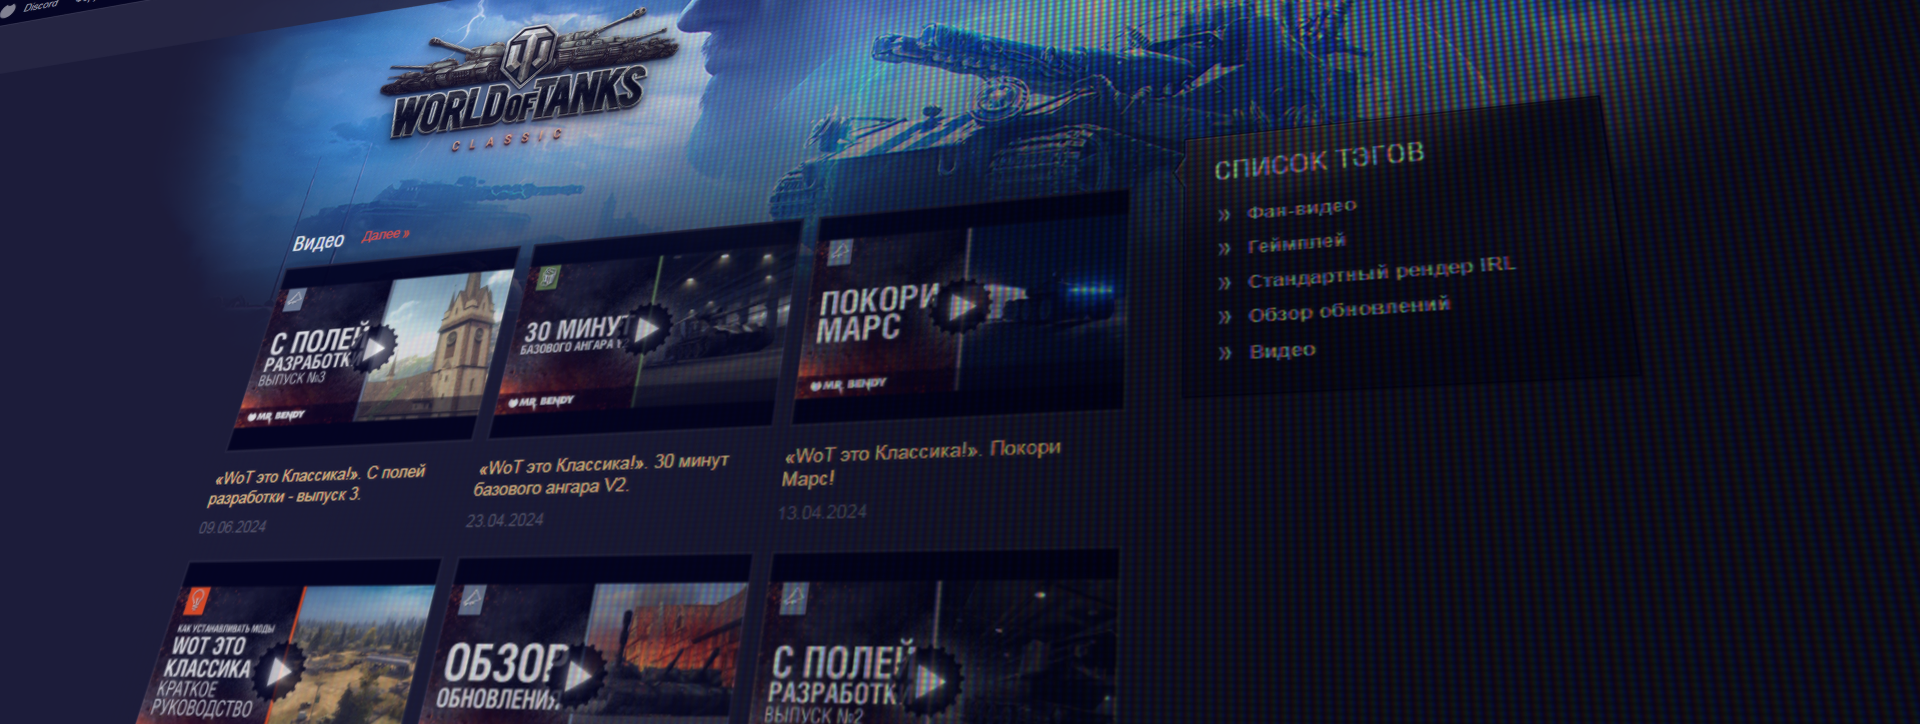 Discord
WORLD OF TANKS
CLASSIC
Видео Далее »
С ПОЛЕЙ
РАЗРАБОТК
ВЫПУСК №3
MR. BENDY
30 МИНУТ
БАЗОВОГО АНГАРА
MR. BENDY
ПОКОРИ
МАРС
MR. BENDY
«WoT это Классика!». С полей
разработки - выпуск 3.
09.06.2024
«WoT это Классика!». 30 минут
базового ангара V2.
23.04.2024
«WoT это Классика!». Покори
Марс!
13.04.2024
КАК УСТАНАВЛИВАТЬ МОДЫ
WOT ЭТО
КЛАССИКА
КРАТКОЕ
РУКОВОДСТВО
ОБЗОР
ОБНОВЛЕНИЯ
С ПОЛЕЙ
РАЗРАБОТК
ВЫПУСК №2
СПИСОК ТЭГОВ
» Фан-видео
» Геймплей
» Стандартный рендер IRL
» Обзор обновлений
» Видео